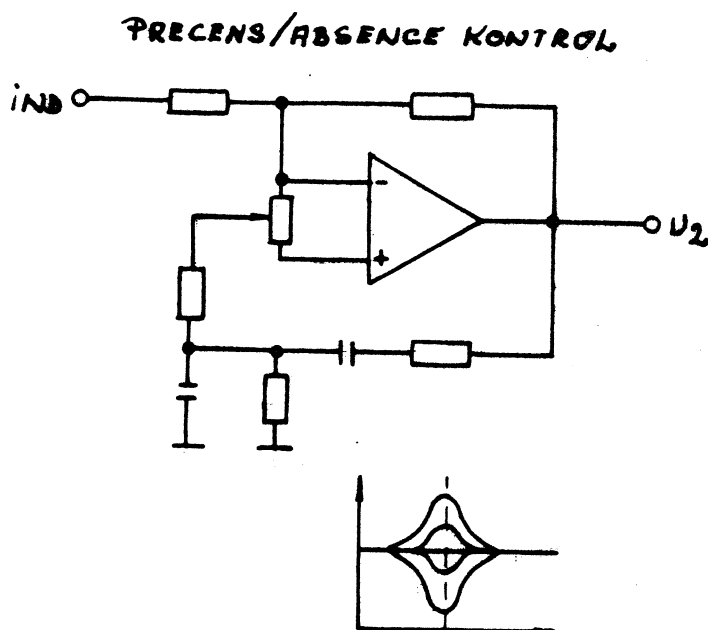 PRECENS/ABSENCE KONTROL
IND
-
+
U2